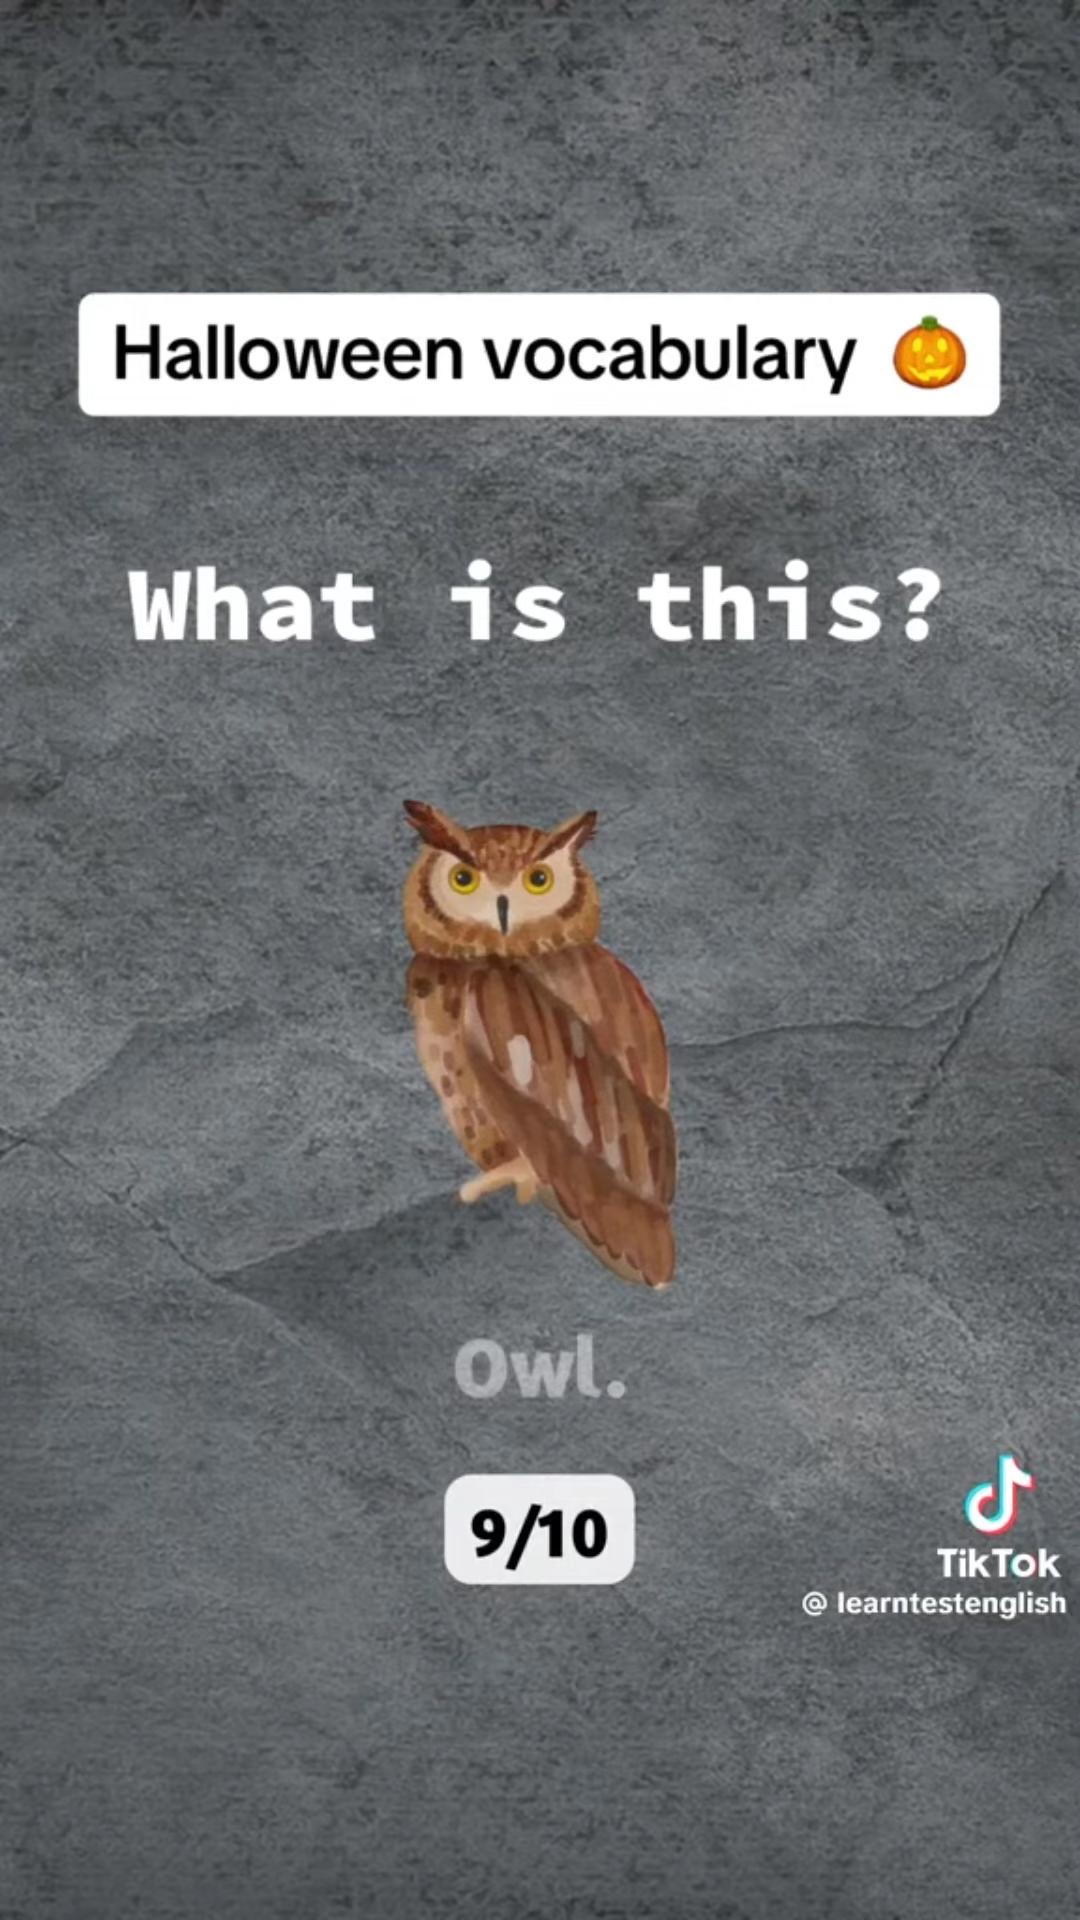 Halloween vocabulary 🎃
What is this?
Owl.
9/10
TikTok
@ learntestenglish